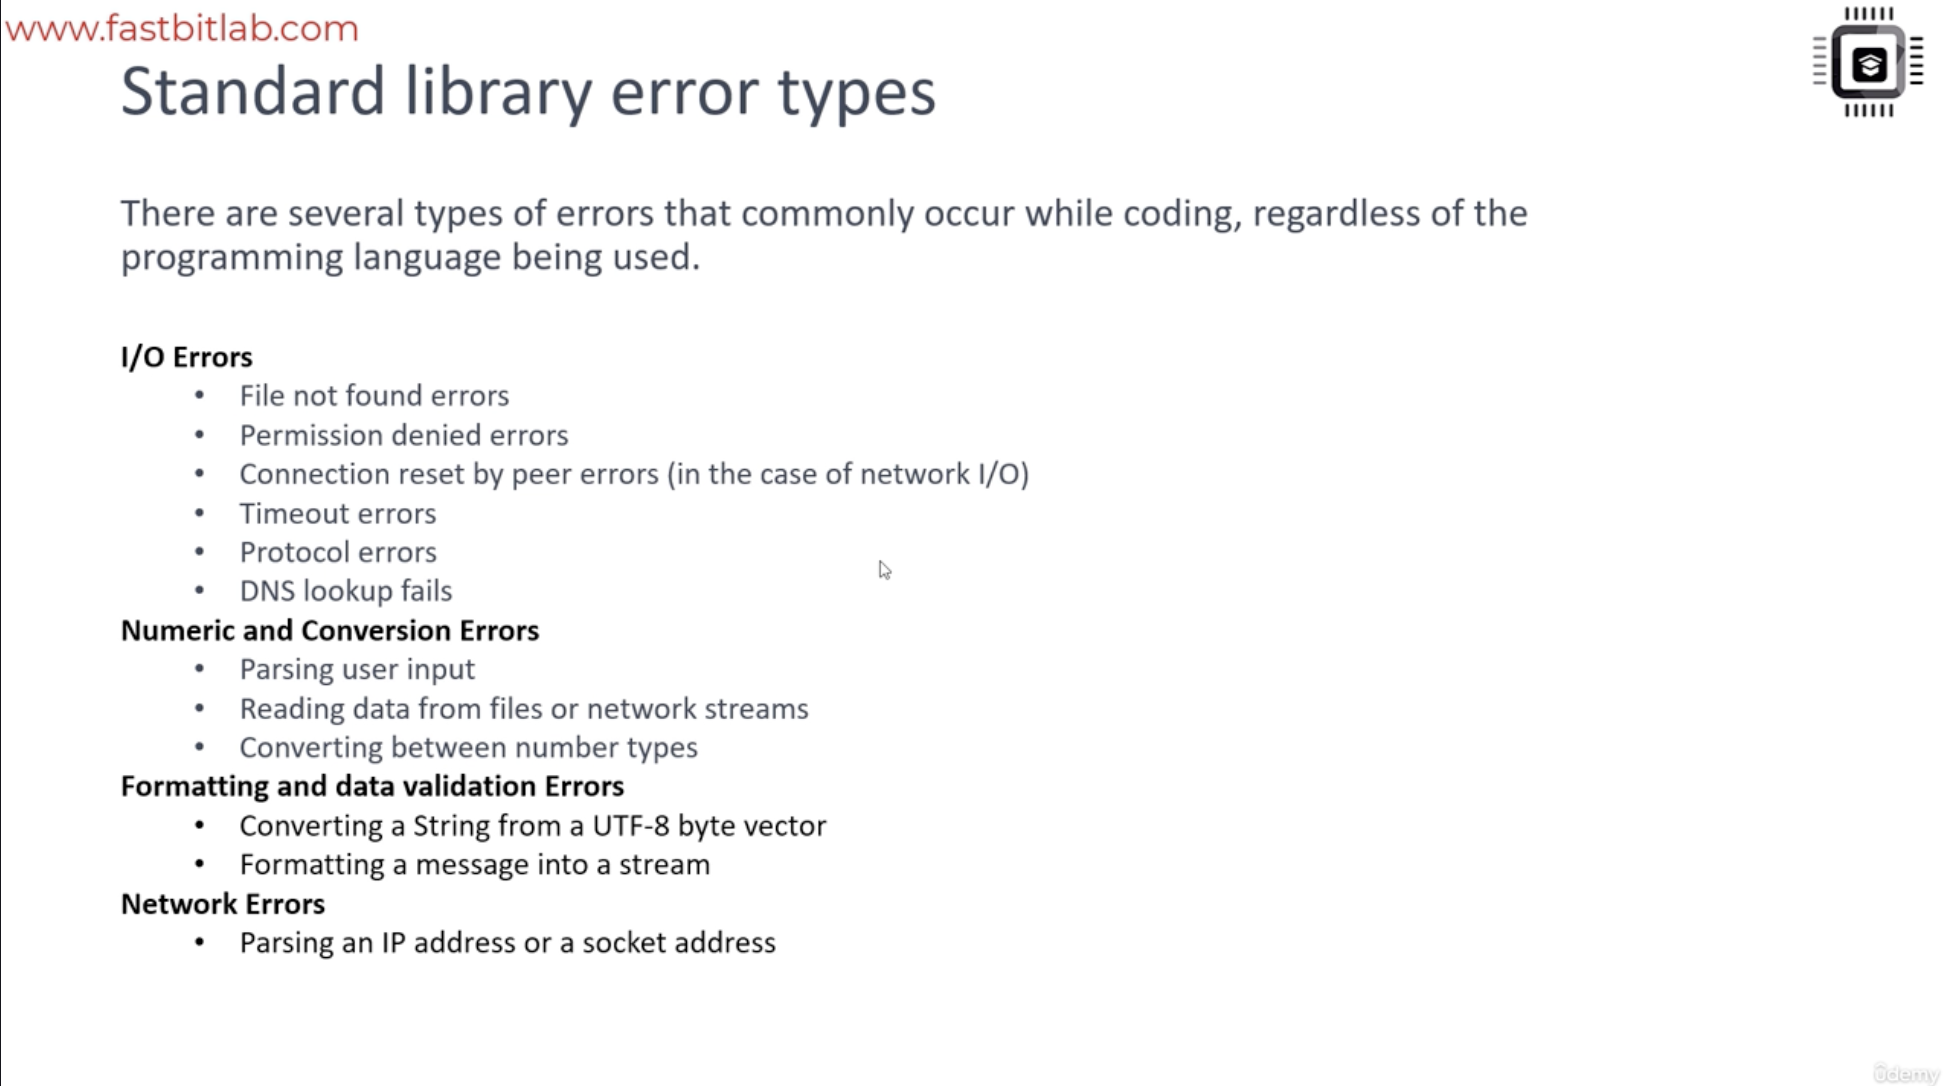 www.fastbitlab.com
Standard library error types
There are several types of errors that commonly occur while coding, regardless of the
programming language being used.
I/O Errors
• File not found errors
• Permission denied errors
• Connection reset by peer errors (in the case of network I/O)
• Timeout errors
• Protocol errors
• DNS lookup fails
Numeric and Conversion Errors
• Parsing user input
• Reading data from files or network streams
• Converting between number types
Formatting and data validation Errors
• Converting a String from a UTF-8 byte vector
• Formatting a message into a stream
Network Errors
• Parsing an IP address or a socket address
ûdemy